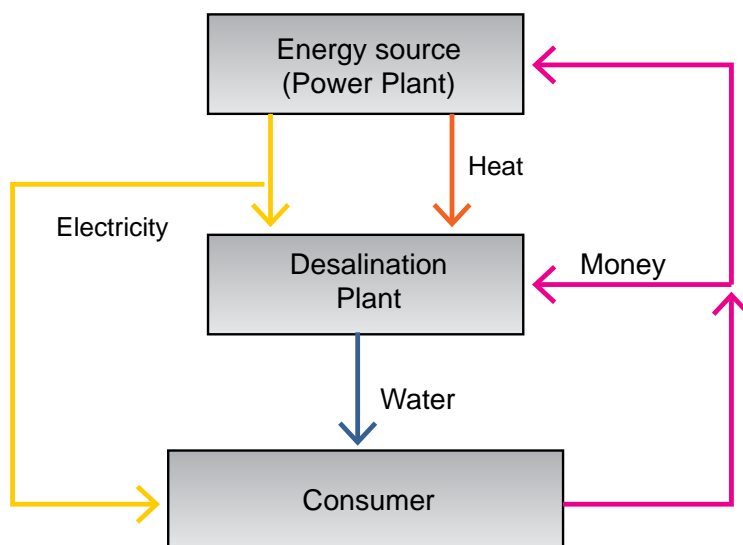 Energy source
(Power Plant)
Heat
Electricity
Desalination
Plant
Money
Water
Consumer